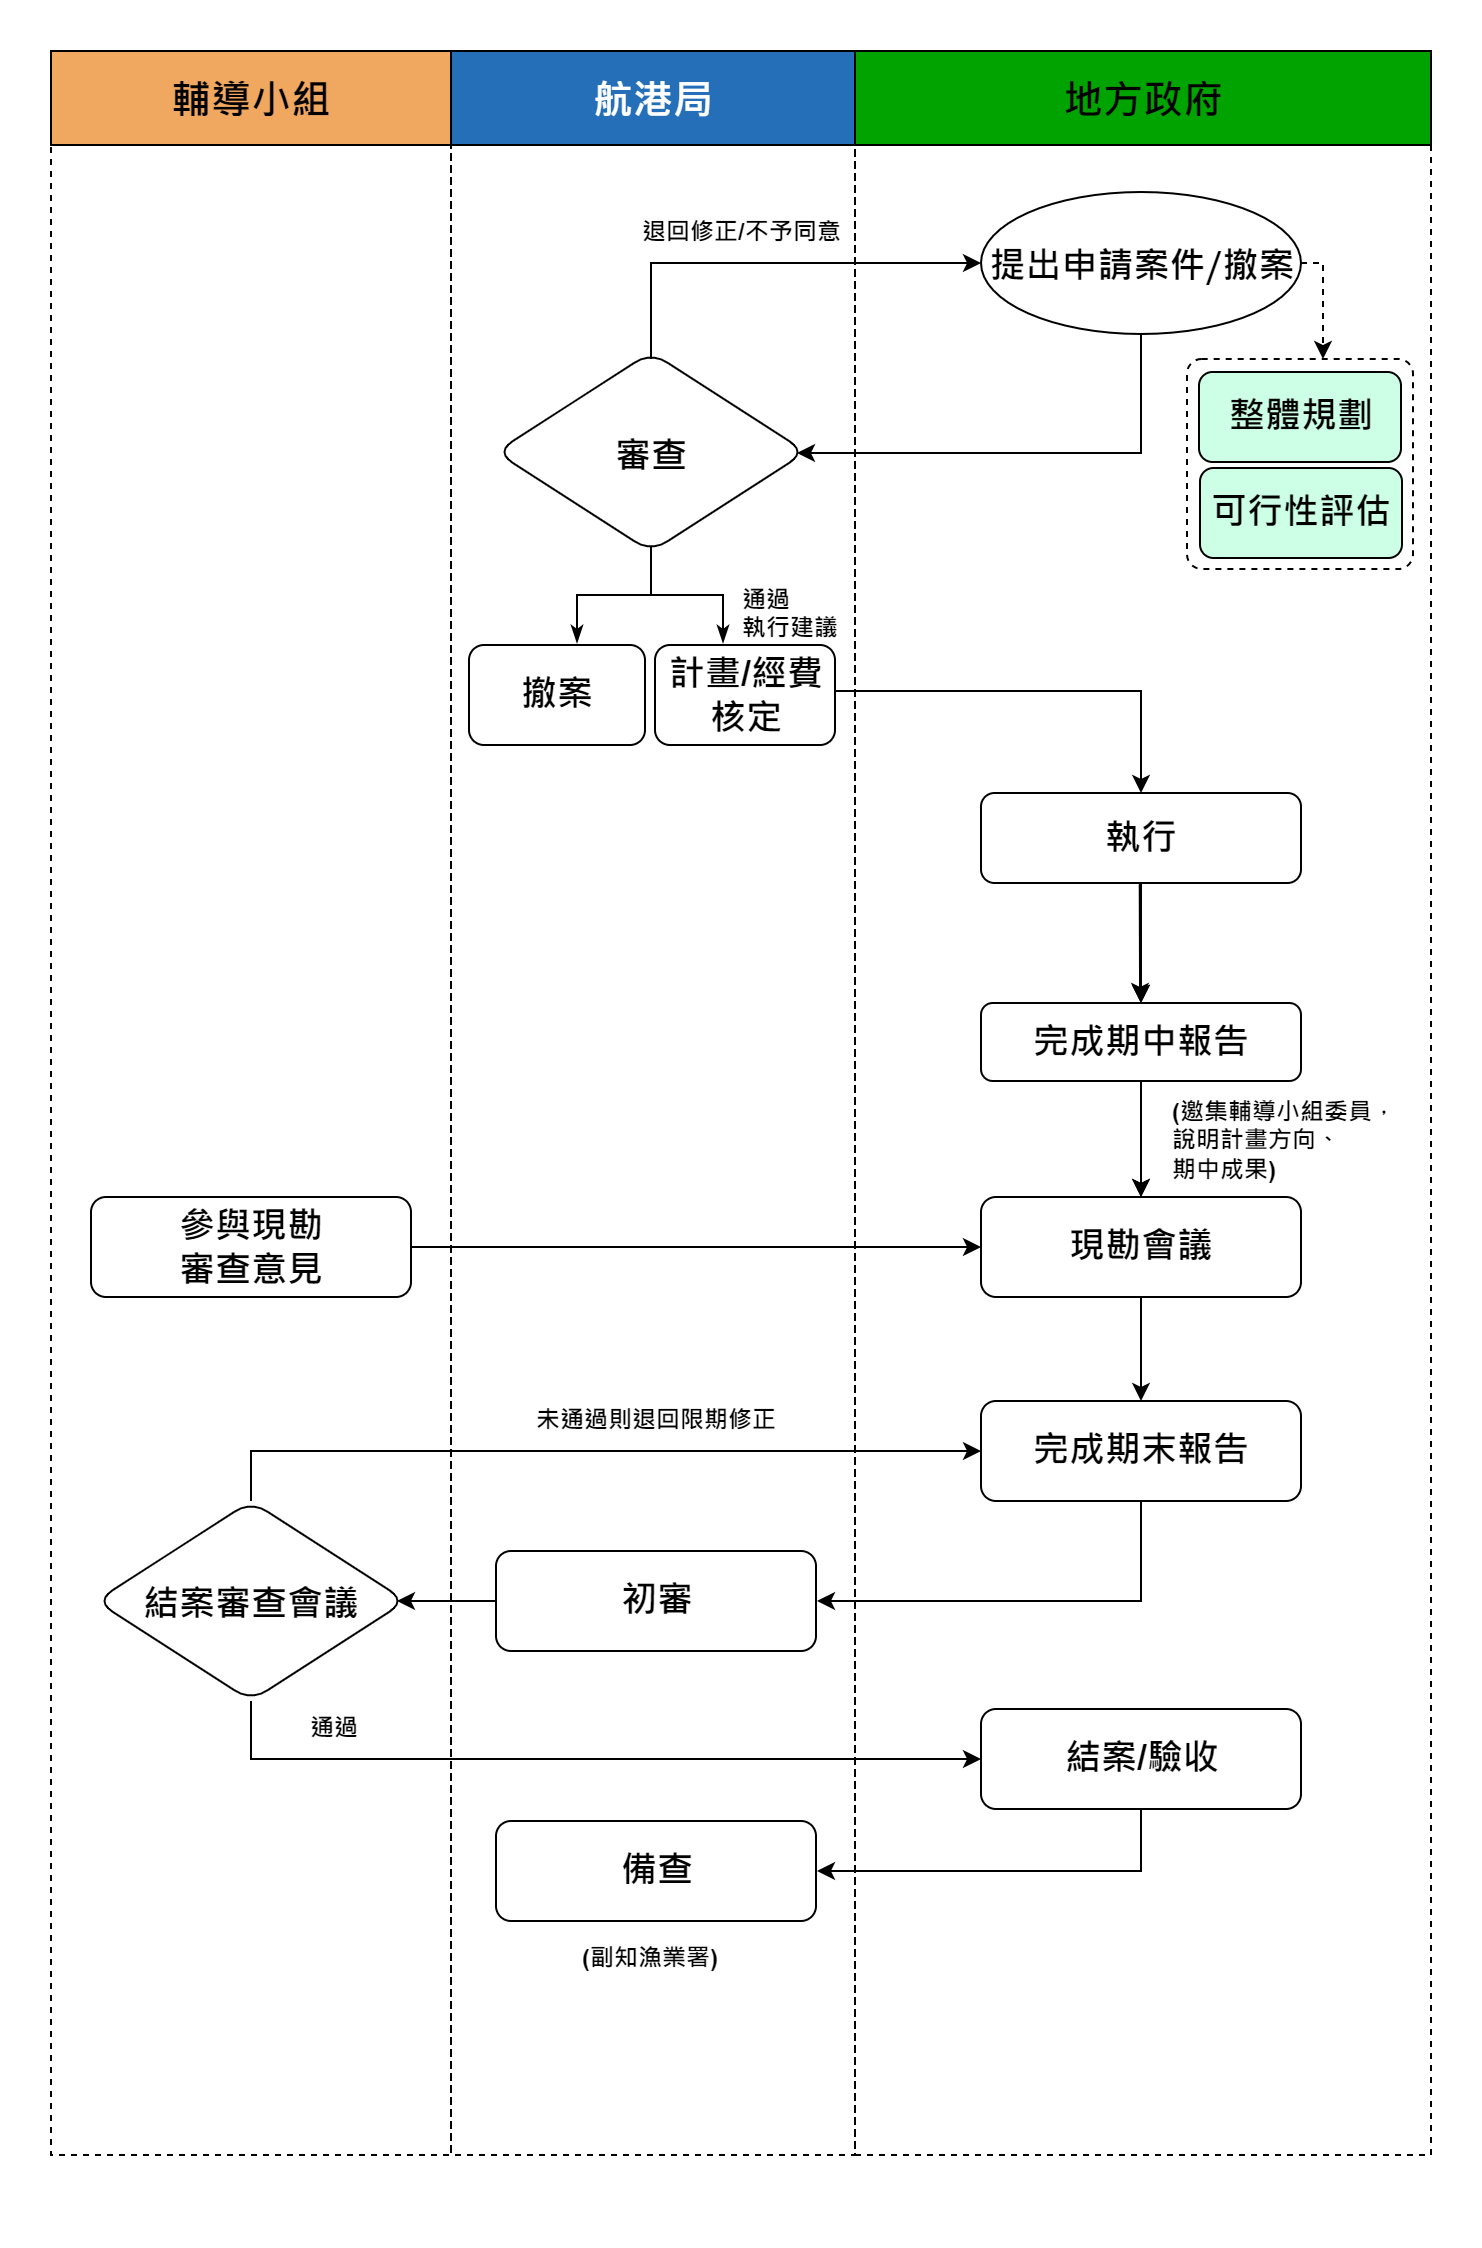 輔導小組
航港局
地方政府
退回修正/不予同意
提出申請案件/撤案
整體規劃
審查
可行性評估
通過
執行建議
撤案
計畫/經費
核定
執行
完成期中報告
(邀集輔導小組委員，
說明計畫方向、
期中成果)
參與現勘
審查意見
現勘會議
未通過則退回限期修正
完成期末報告
結案審查會議
初審
通過
結案/驗收
備查
(副知漁業署)